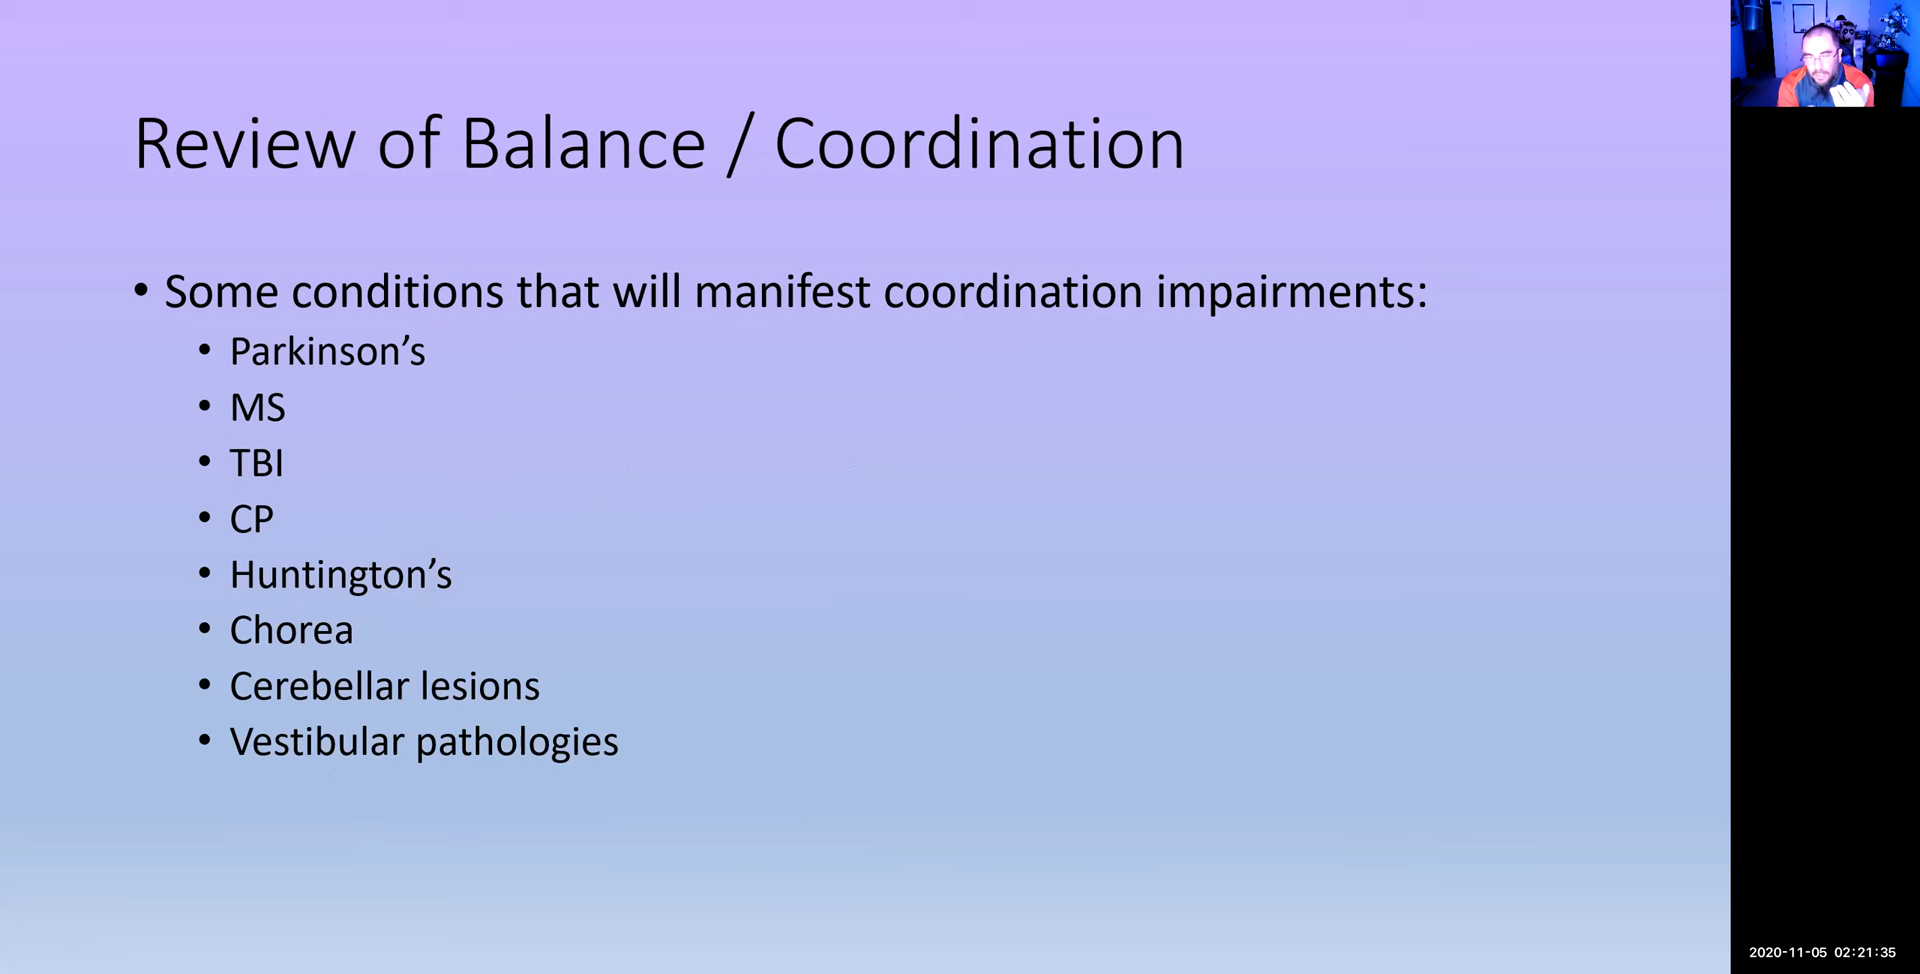 Review of Balance / Coordination
• Some conditions that will manifest coordination impairments:
• Parkinson’s
• MS
• TBI
• CP
• Huntington’s
• Chorea
• Cerebellar lesions
• Vestibular pathologies
2020-11-05 02:21:35